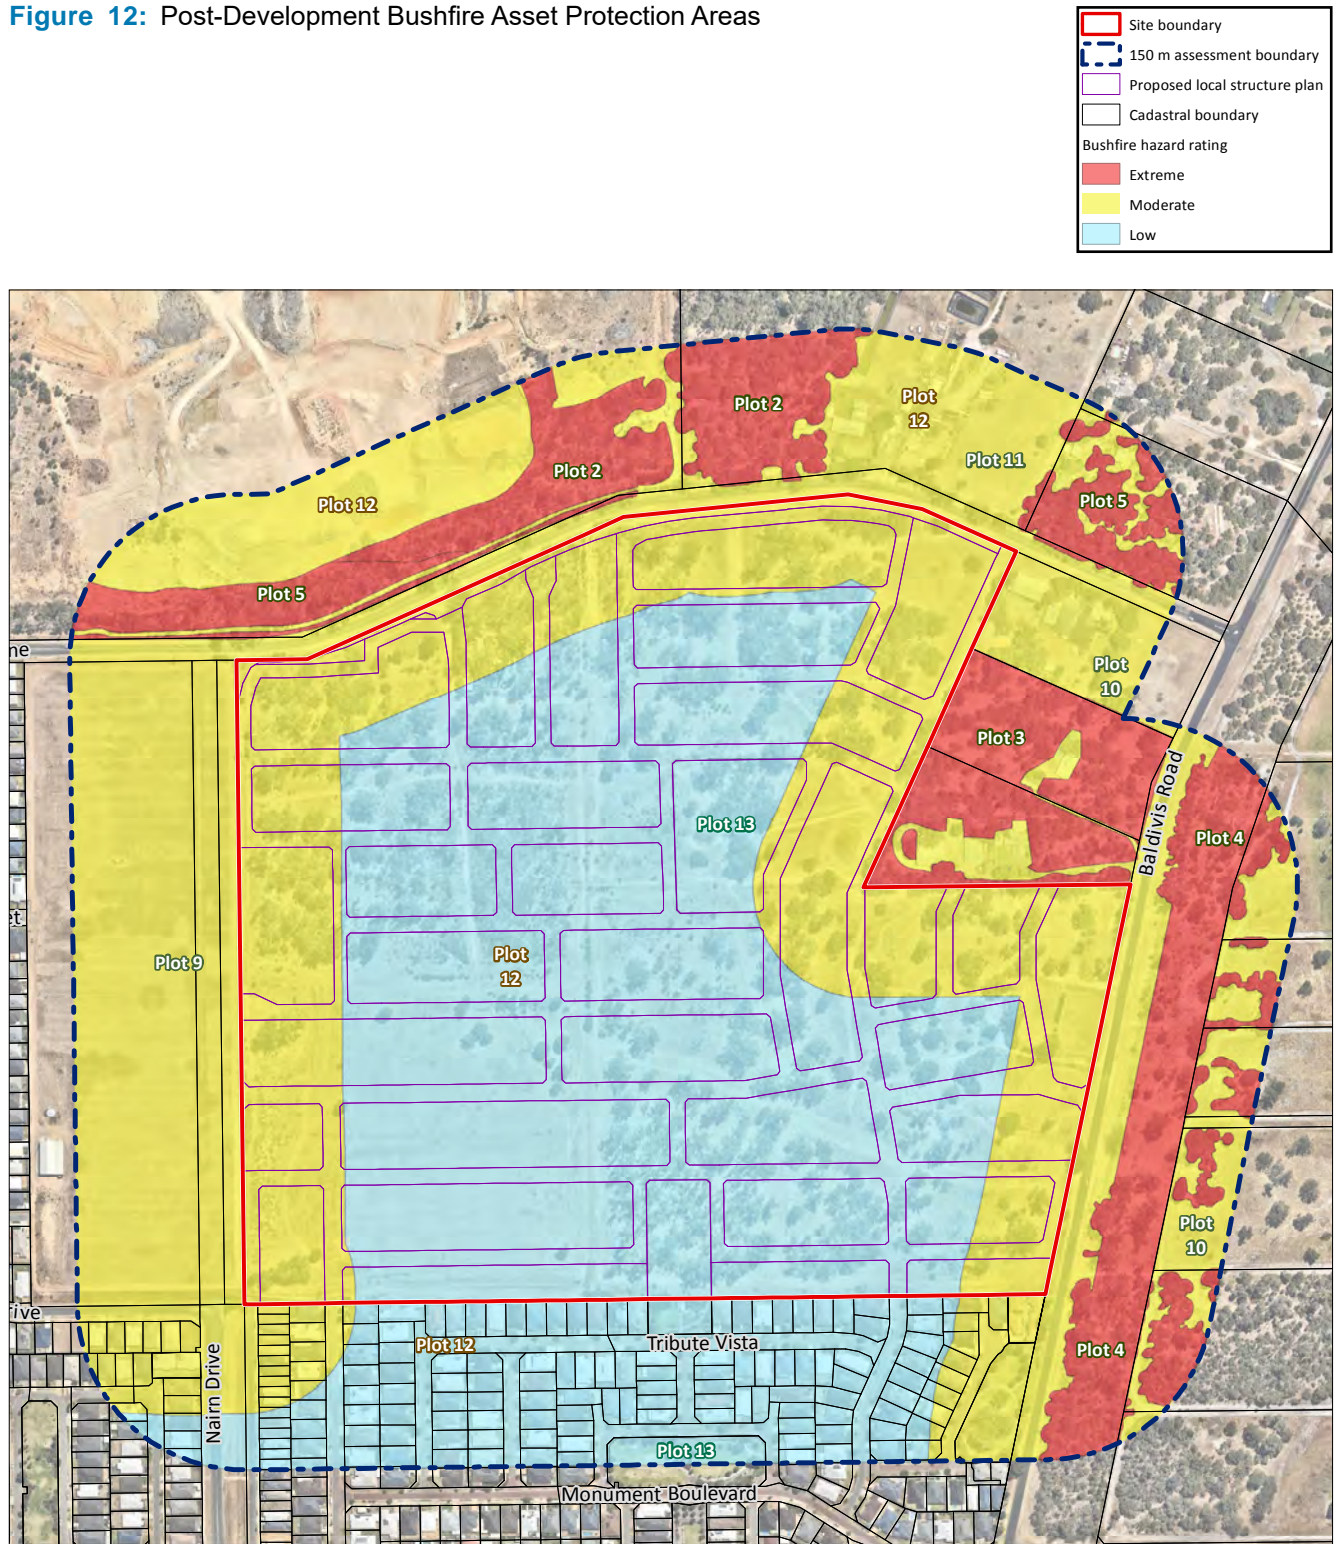 Figure 12: Post-Development Bushfire Asset Protection Areas
Site boundary
150 m assessment boundary
Proposed local structure plan
Cadastral boundary
Bushfire hazard rating
Extreme
Moderate
Low
Plot 2
Plot
12
Plot 11
Plot 2
Plot 12
Plot 5
Plot 5
ne
Plot
10
Plot 3
Baldivis Road
Plot 13
Plot 4
et
Plot 9
Plot
12
Plot
10
ive
Plot 12
Tribute Vista
Plot 4
Nairn Drive
Plot 13
Monument Boulevard